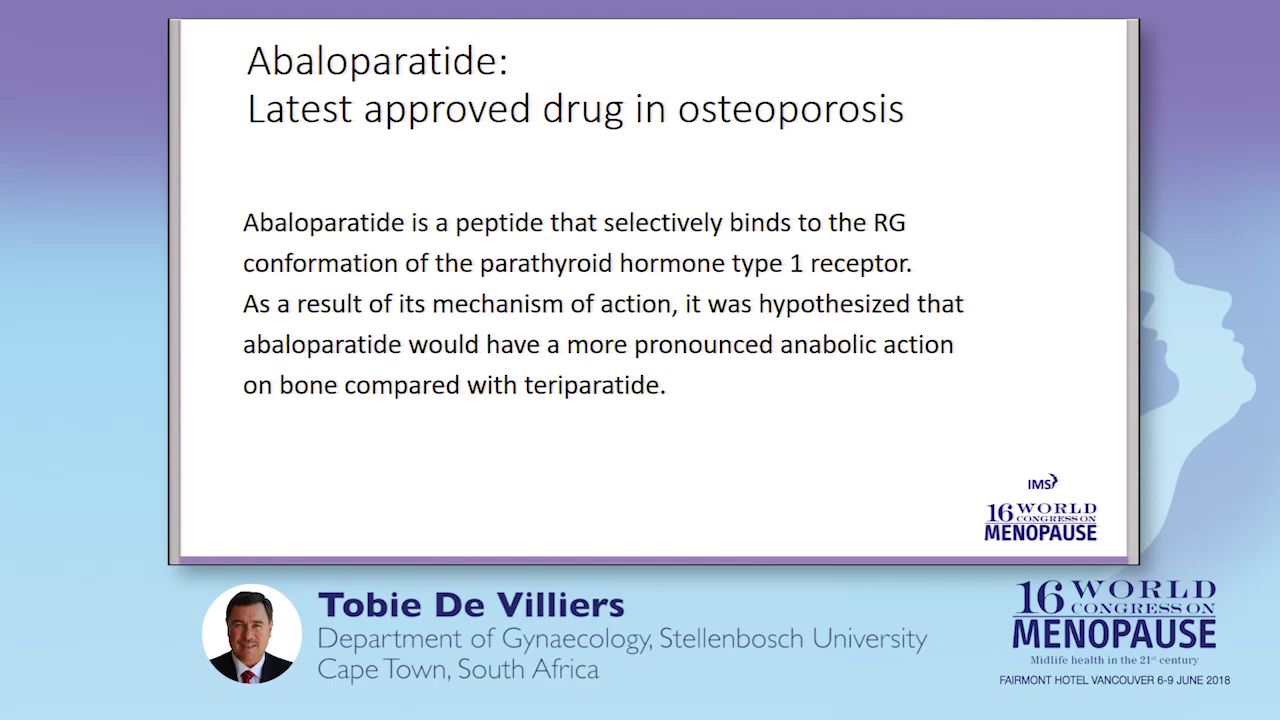 Abaloparatide:
Latest approved drug in osteoporosis
Abaloparatide is a peptide that selectively binds to the RG
conformation of the parathyroid hormone type 1 receptor.
As a result of its mechanism of action, it was hypothesized that
abaloparatide would have a more pronounced anabolic action
on bone compared with teriparatide.
IMS
16 WORLD
CONGRESS ON
MENOPAUSE
Tobie De Villiers
Department of Gynaecology, Stellenbosch University
Cape Town, South Africa
16 WORLD
CONGRESS ON
MENOPAUSE
Midlife health in the 21st century
FAIRMONT HOTEL VANCOUVER 6-9 JUNE 2018